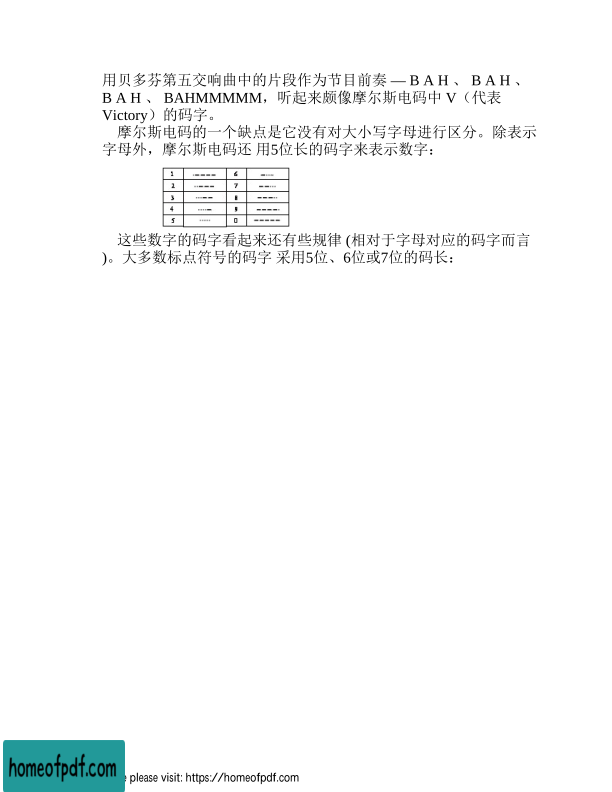 用贝多芬第五交响曲中的片段作为节目前奏 — B A H 、 B A H 、
B A H 、 BAHMMMMM，听起来颇像摩尔斯电码中 V（代表
Victory）的码字。
摩尔斯电码的一个缺点是它没有对大小写字母进行区分。除表示
字母外，摩尔斯电码还 用5位长的码字来表示数字：
1 ·−−−− 6 −····
2 ··−−− 7 −−···
3 ···−− 8 −−−··
4 ····− 9 −−−−·
5 ····· 0 −−−−−
这些数字的码字看起来还有些规律 (相对于字母对应的码字而言
)。大多数标点符号的码字 采用5位、6位或7位的码长：
homeofpdf.com
please visit: https://homeofpdf.com